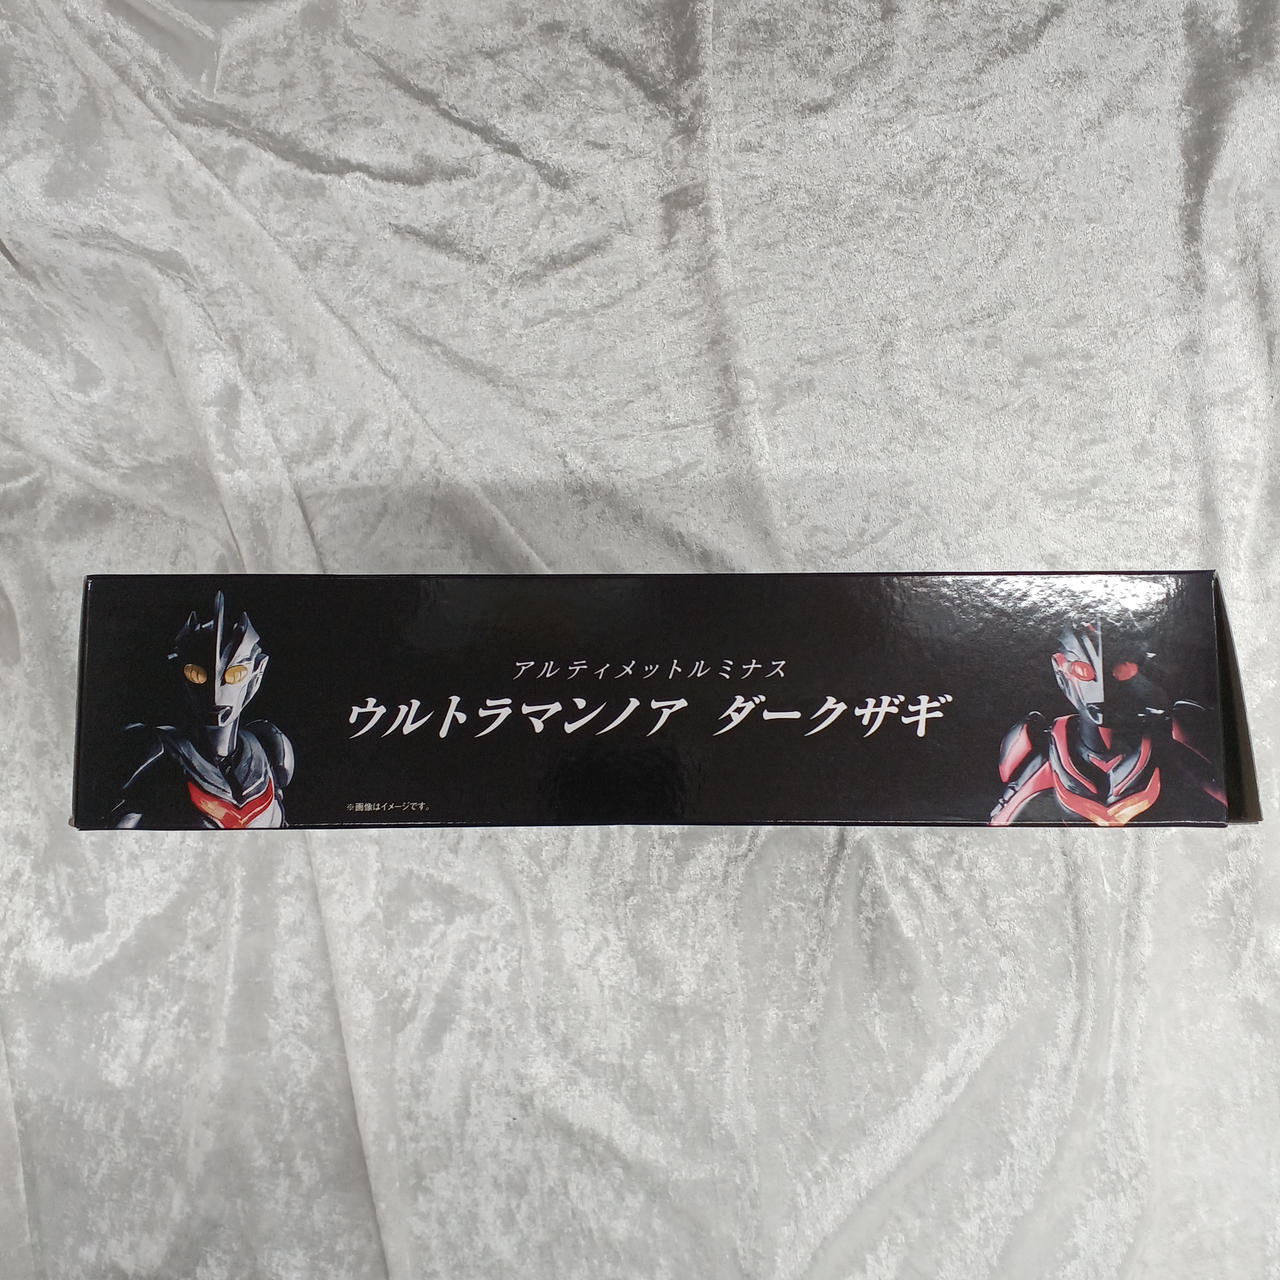 アルティメットルミナス
ウルトラマンノア ダークザギ
※画像はイメージです。